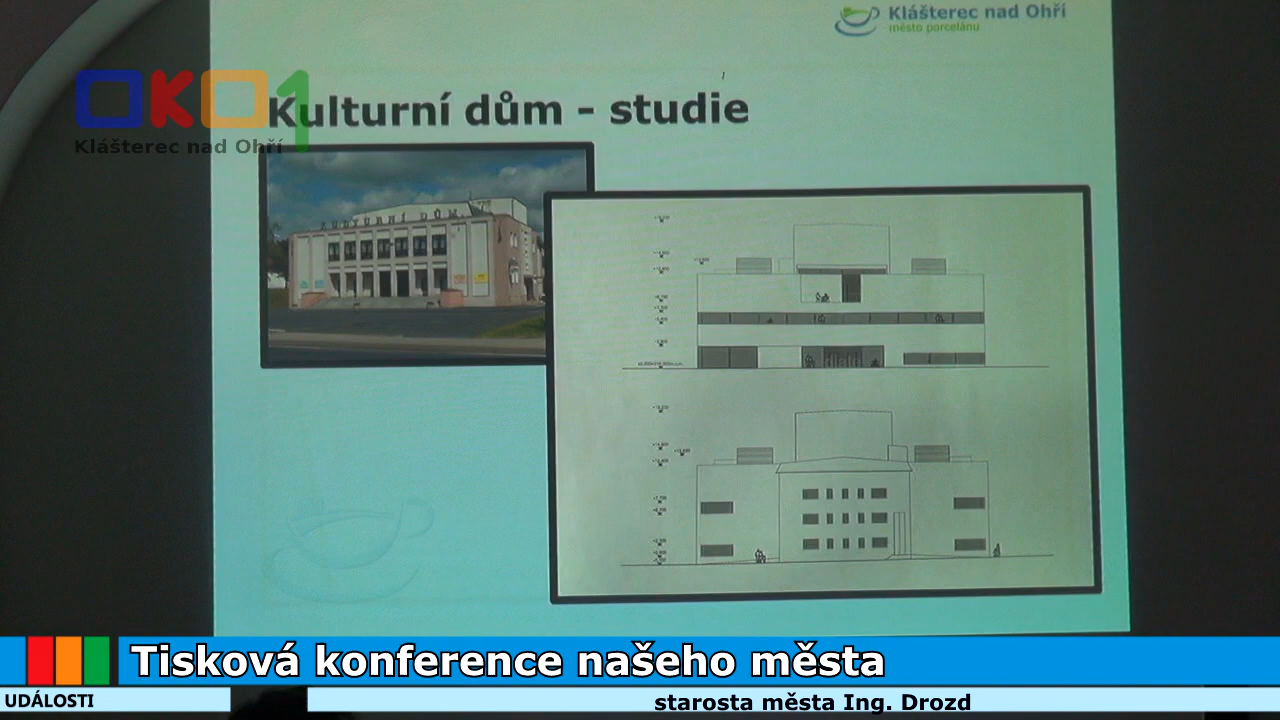 Klášterec nad Ohří
město porcelánu
OKO1
Klášterec nad Ohří
Kulturní dům - studie
KULTURNÍ DŮM
Tisková konference našeho města
UDÁLOSTI
starosta města Ing. Drozd